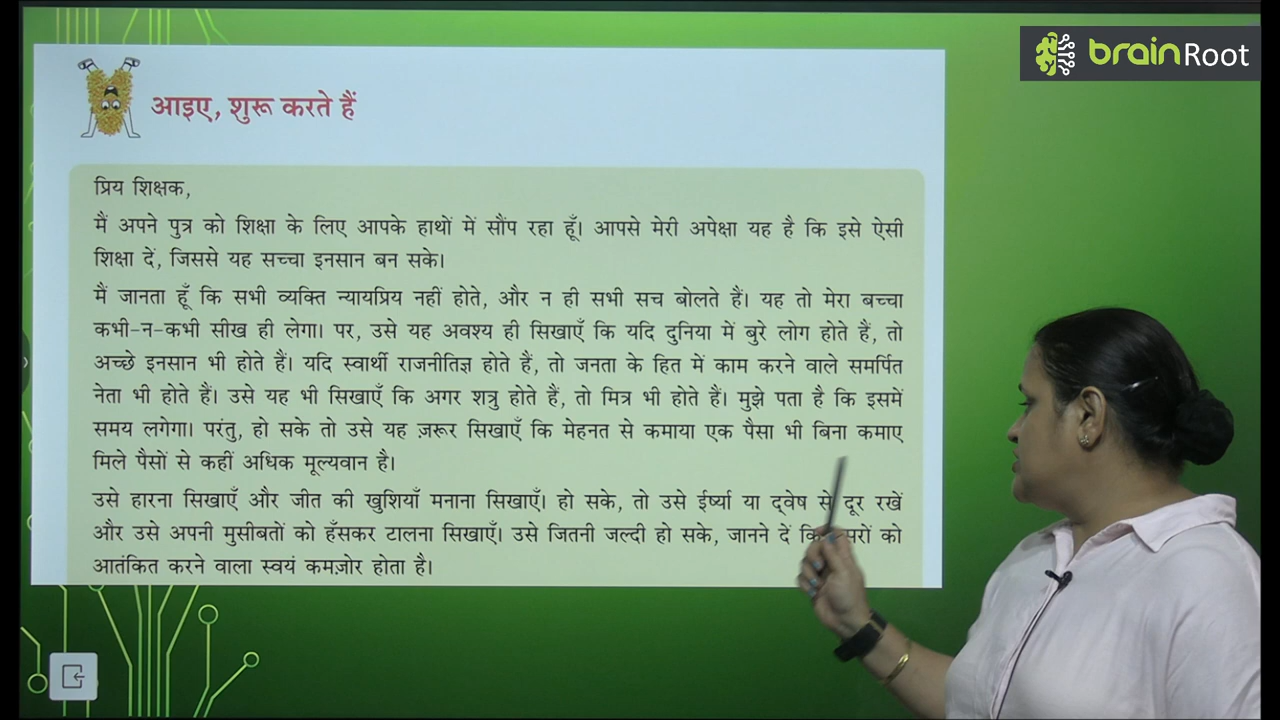 brainRoot
आइए, शुरू करते हैं
प्रिय शिक्षक,
मैं अपने पुत्र को शिक्षा के लिए आपके हाथों में सौंप रहा हूँ। आपसे मेरी अपेक्षा यह है कि इसे ऐसी
शिक्षा दें, जिससे यह सच्चा इनसान बन सके।
मैं जानता हूँ कि सभी व्यक्ति न्यायप्रिय नहीं होते, और न ही सभी सच बोलते हैं। यह तो मेरा बच्चा
कभी-न-कभी सीख ही लेगा। पर, उसे यह अवश्य ही सिखाएँ कि यदि दुनिया में बुरे लोग होते हैं, तो
अच्छे इनसान भी होते हैं। यदि स्वार्थी राजनीतिज्ञ होते हैं, तो जनता के हित में काम करने वाले समर्पित
नेता भी होते हैं। उसे यह भी सिखाएँ कि अगर शत्रु होते हैं, तो मित्र भी होते हैं। मुझे पता है कि इसमें
समय लगेगा। परंतु, हो सके तो उसे यह ज़रूर सिखाएँ कि मेहनत से कमाया एक पैसा भी बिना कमाए
मिले पैसों से कहीं अधिक मूल्यवान है।
उसे हारना सिखाएँ और जीत की खुशियाँ मनाना सिखाएँ। हो सके, तो उसे ईर्ष्या या द्वेष से दूर रखें
और उसे अपनी मुसीबतों को हँसकर टालना सिखाएँ। उसे जितनी जल्दी हो सके, जानने दें कि को
आतंकित करने वाला स्वयं कमज़ोर होता है।